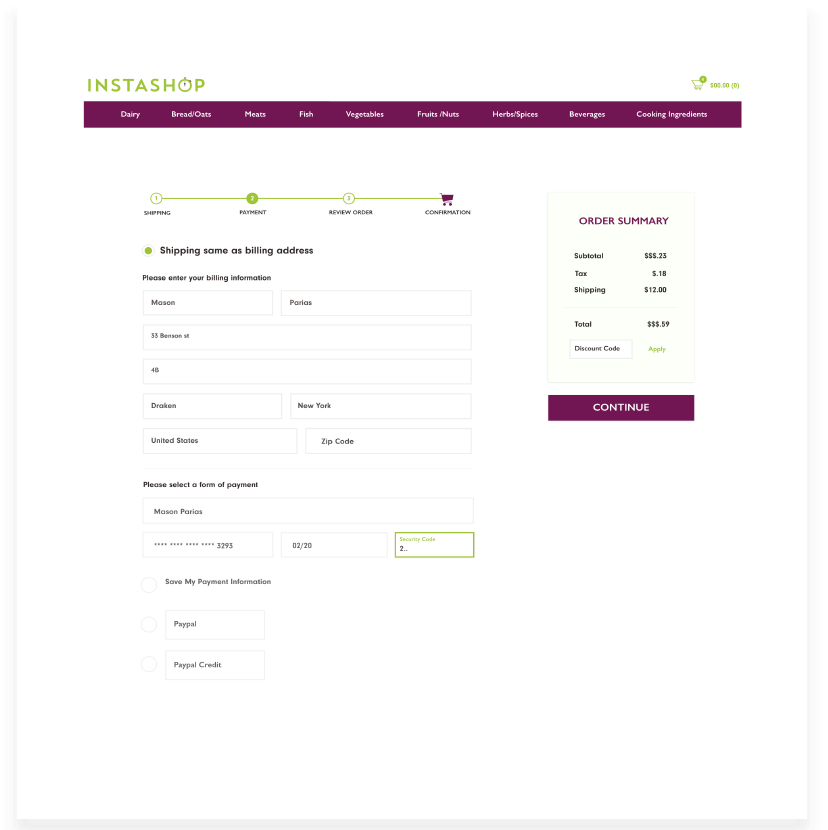 INSTASHOP
0
$00.00 (0)
Dairy Bread/Oats Meats Fish Vegetables Fruits /Nuts Herbs/Spices Beverages Cooking Ingredients
1 2 3
SHIPPING PAYMENT REVIEW ORDER CONFIRMATION
Shipping same as billing address
Please enter your billing information
Mason Parias
33 Benson st
4B
Draken New York
United States Zip Code
Please select a form of payment
Mason Parias
**** **** **** **** 3293 02/20 Security Code
2..
Save My Payment Information
Paypal
Paypal Credit
ORDER SUMMARY
Subtotal $$$.23
Tax $.18
Shipping $12.00
Total $$$.59
Discount Code Apply
CONTINUE